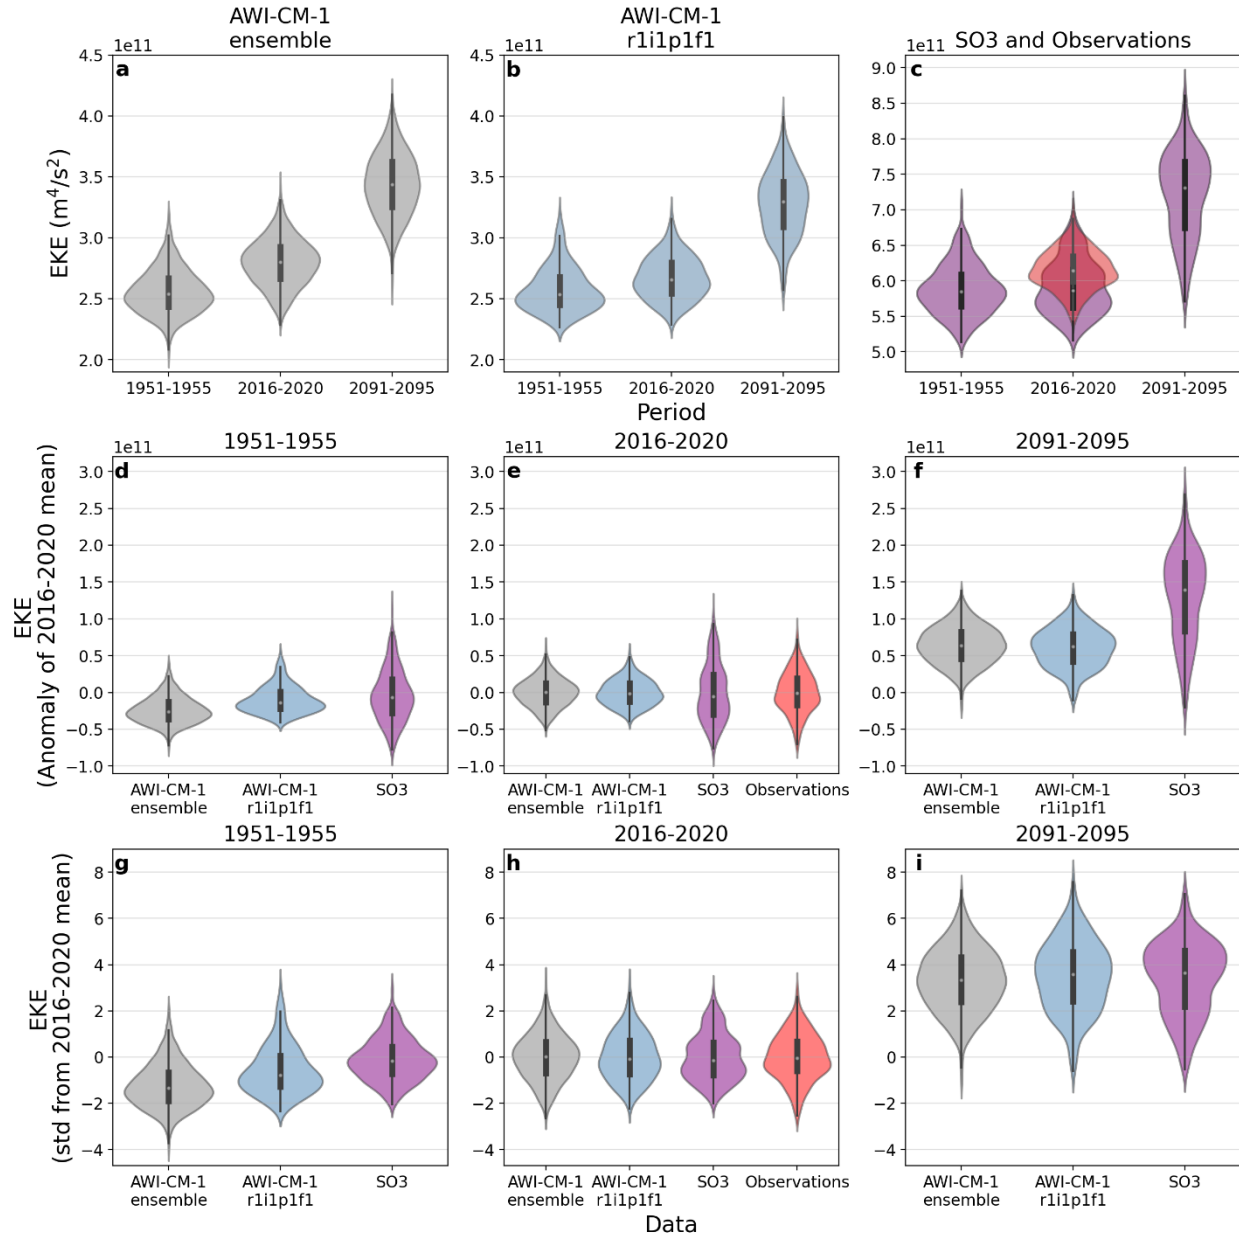 AWI-CM-1
ensemble
AWI-CM-1
r1i1p1f1
SO3 and Observations
1e11
1e11
1e11
a
b
c
EKE (m⁴/s²)
4.5
4.0
3.5
3.0
2.5
2.0
4.5
4.0
3.5
3.0
2.5
2.0
9.0
8.5
8.0
7.5
7.0
6.5
6.0
5.5
5.0
1951-1955 2016-2020 2091-2095
1951-1955 2016-2020 2091-2095
1951-1955 2016-2020 2091-2095
Period
1951-1955
2016-2020
2091-2095
1e11
1e11
1e11
d
e
f
EKE
(Anomaly of 2016-2020 mean)
3.0
2.5
2.0
1.5
1.0
0.5
0.0
−0.5
−1.0
3.0
2.5
2.0
1.5
1.0
0.5
0.0
−0.5
−1.0
3.0
2.5
2.0
1.5
1.0
0.5
0.0
−0.5
−1.0
AWI-CM-1
ensemble
AWI-CM-1
r1i1p1f1
SO3
AWI-CM-1
ensemble
AWI-CM-1
r1i1p1f1
SO3
Observations
AWI-CM-1
ensemble
AWI-CM-1
r1i1p1f1
SO3
1951-1955
2016-2020
2091-2095
g
h
i
EKE
(std from 2016-2020 mean)
8
6
4
2
0
−2
−4
8
6
4
2
0
−2
−4
8
6
4
2
0
−2
−4
AWI-CM-1
ensemble
AWI-CM-1
r1i1p1f1
SO3
AWI-CM-1
ensemble
AWI-CM-1
r1i1p1f1
SO3
Observations
AWI-CM-1
ensemble
AWI-CM-1
r1i1p1f1
SO3
Data